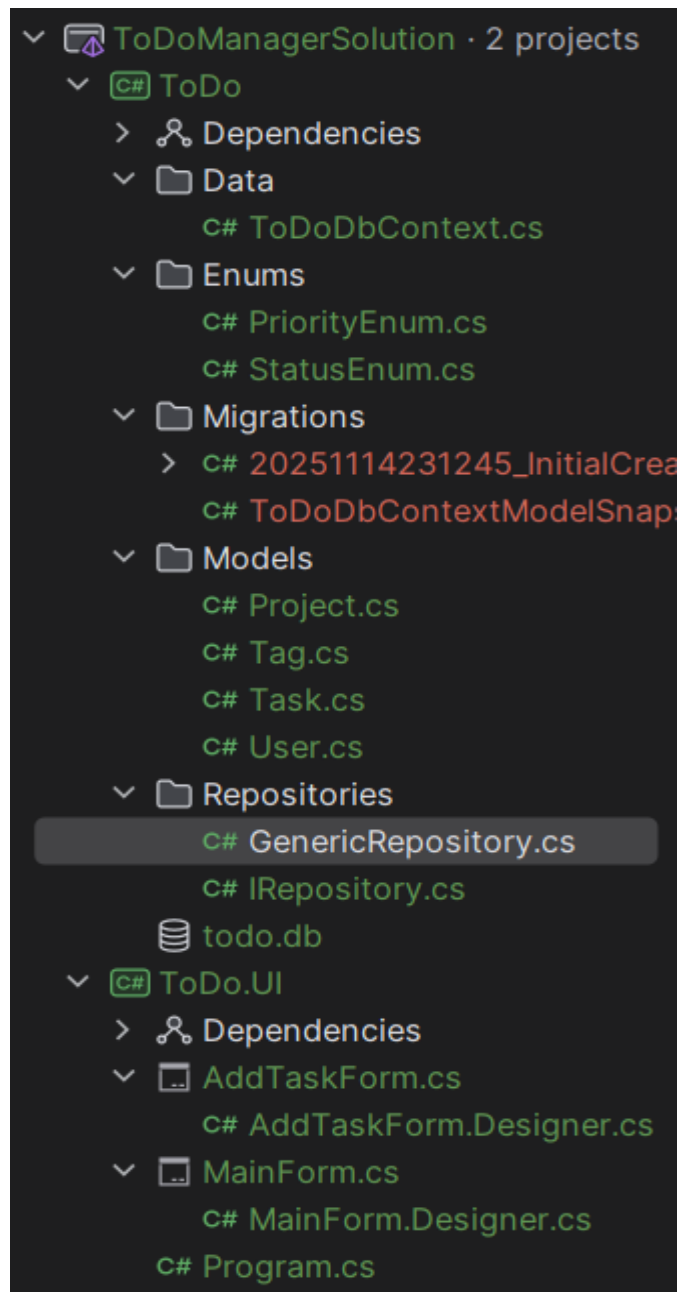 ToDoManagerSolution · 2 projects
C# ToDo
Dependencies
Data
C# ToDoDbContext.cs
Enums
C# PriorityEnum.cs
C# StatusEnum.cs
Migrations
C# 20251114231245_InitialCrea
C# ToDoDbContextModelSnaps
Models
C# Project.cs
C# Tag.cs
C# Task.cs
C# User.cs
Repositories
C# GenericRepository.cs
C# IRepository.cs
todo.db
C# ToDo.UI
Dependencies
AddTaskForm.cs
C# AddTaskForm.Designer.cs
MainForm.cs
C# MainForm.Designer.cs
C# Program.cs